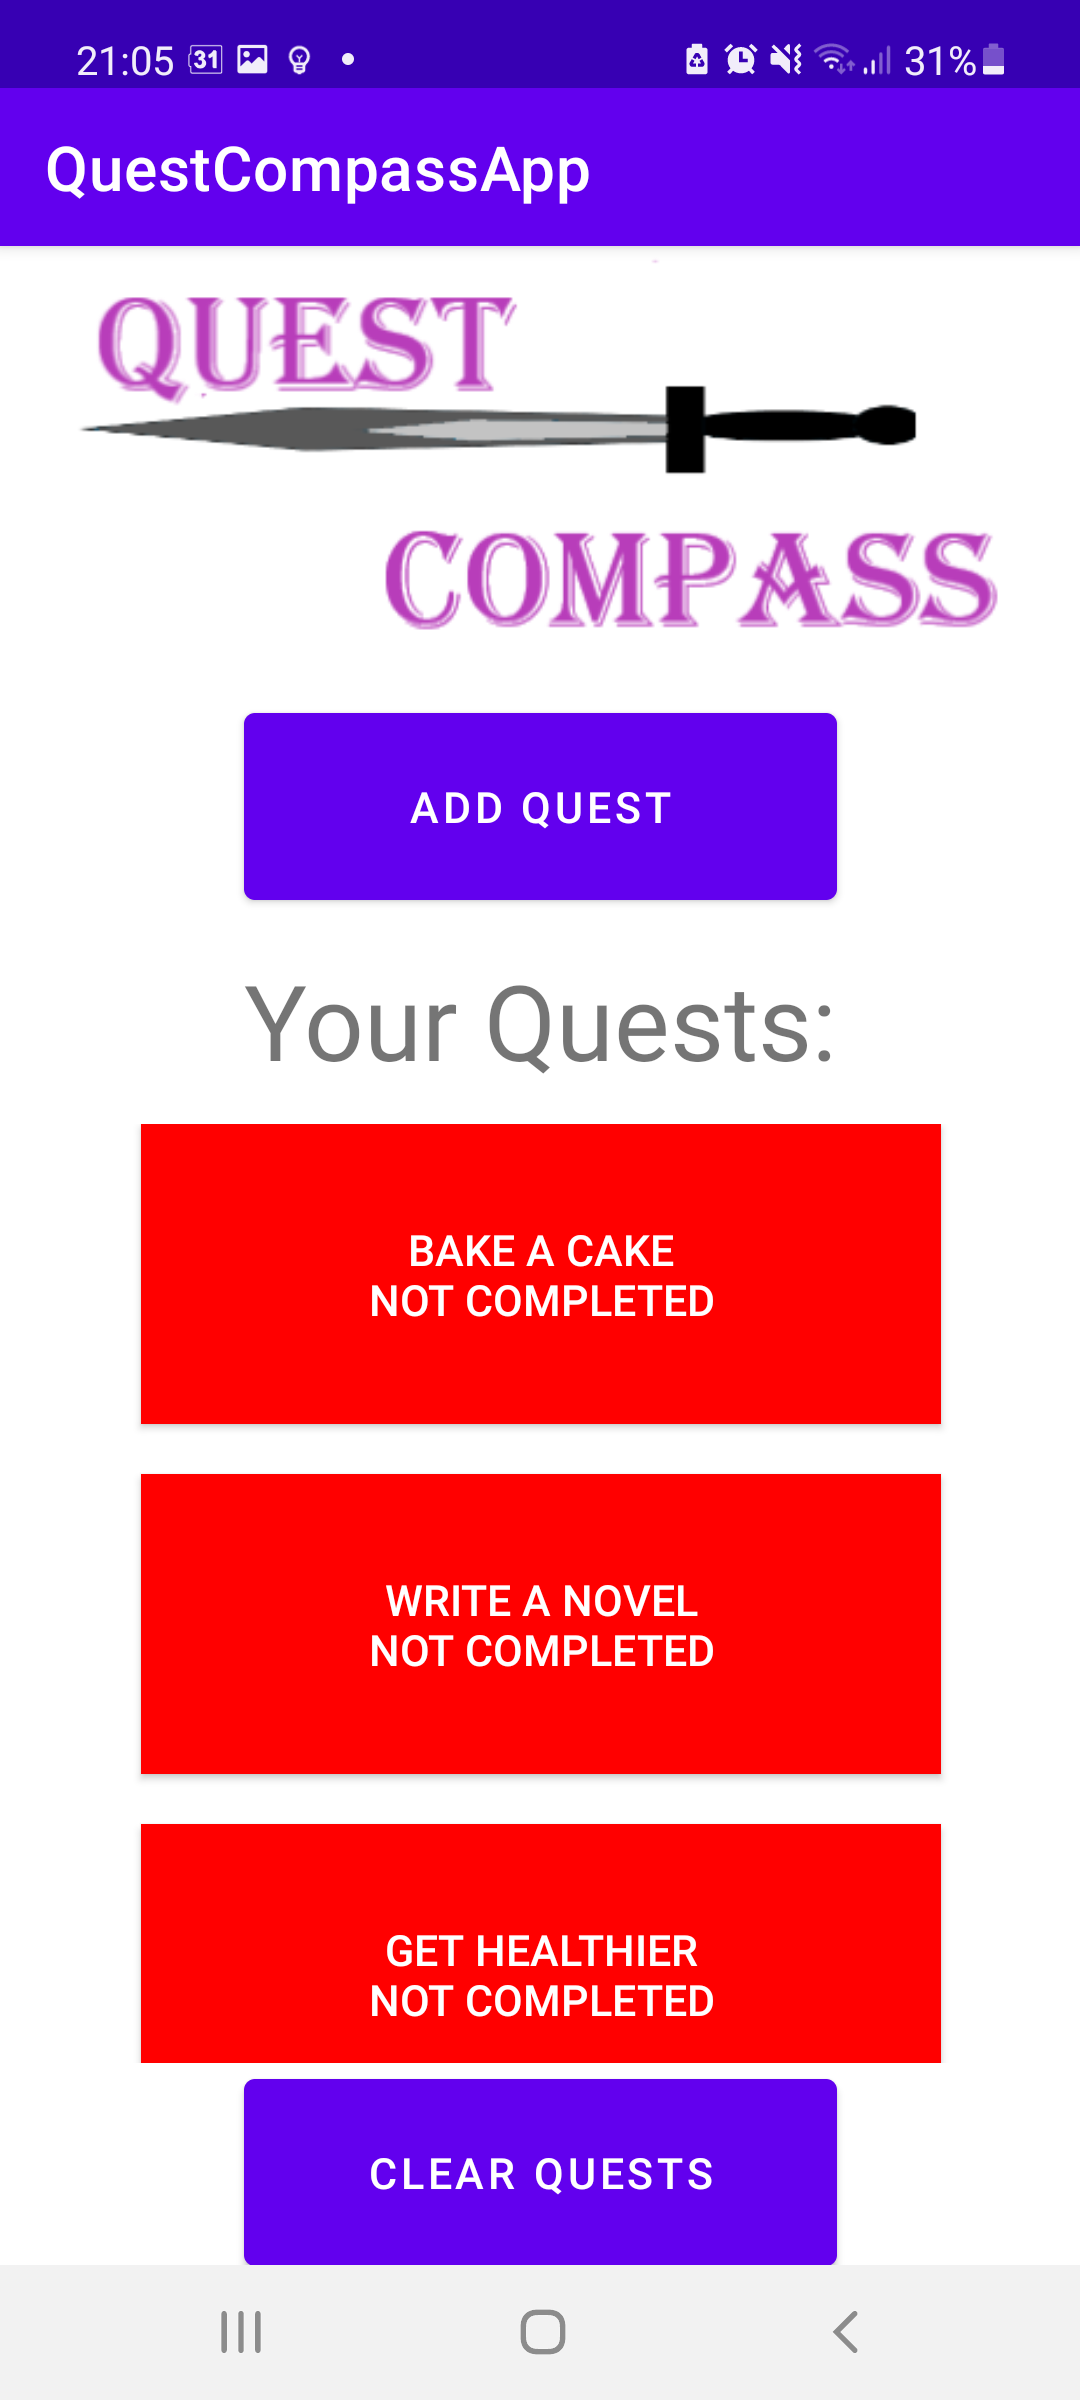 21:05 31 31%
QuestCompassApp
QUEST
COMPASS
ADD QUEST
Your Quests:
BAKE A CAKE
NOT COMPLETED
WRITE A NOVEL
NOT COMPLETED
GET HEALTHIER
NOT COMPLETED
CLEAR QUESTS